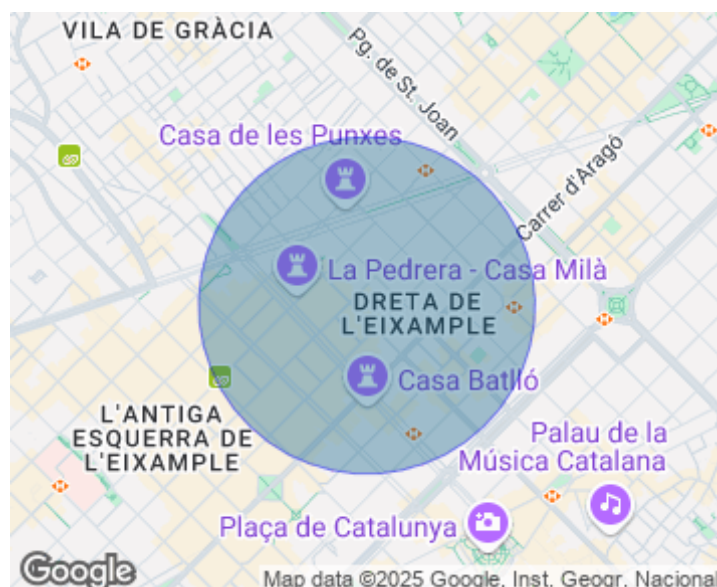 VILA DE GRÀCIA
Pg. de St. Joan
Casa de les Punxes
Carrer d'Aragó
La Pedrera - Casa Milà
DRETA DE
L'EIXAMPLE
Casa Batlló
L'ANTIGA
ESQUERRA DE
L'EIXAMPLE
Palau de la
Música Catalana
Plaça de Catalunya
Google
Map data ©2025 Google, Inst. Geogr. Nacional